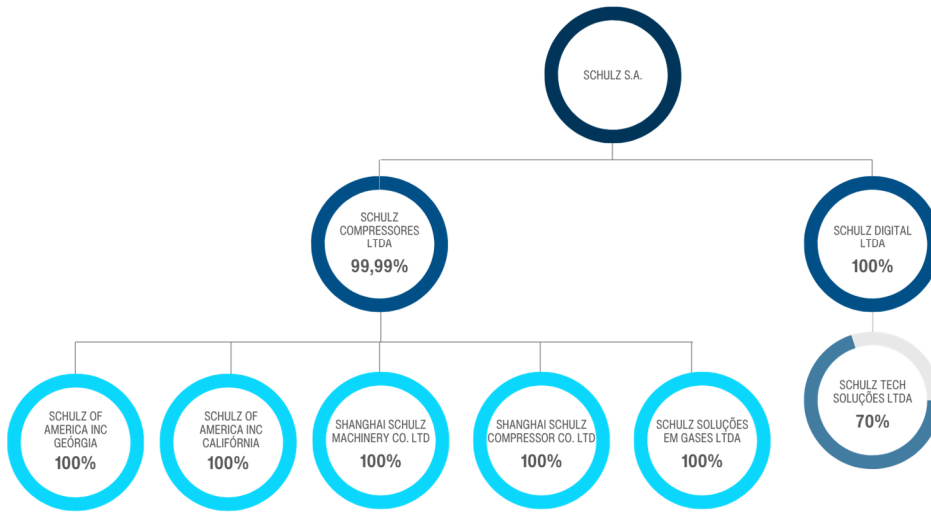 SCHULZ S.A.
SCHULZ
COMPRESSORES
LTDA
99,99%
SCHULZ DIGITAL
LTDA
100%
SCHULZ OF
AMERICA INC
GEÓRGIA
100%
SCHULZ OF
AMERICA INC
CALIFÓRNIA
100%
SHANGHAI SCHULZ
MACHINERY CO. LTD
100%
SHANGHAI SCHULZ
COMPRESSOR CO. LTD
100%
SCHULZ SOLUÇÕES
EM GASES LTDA
100%
SCHULZ TECH
SOLUÇÕES LTDA
70%